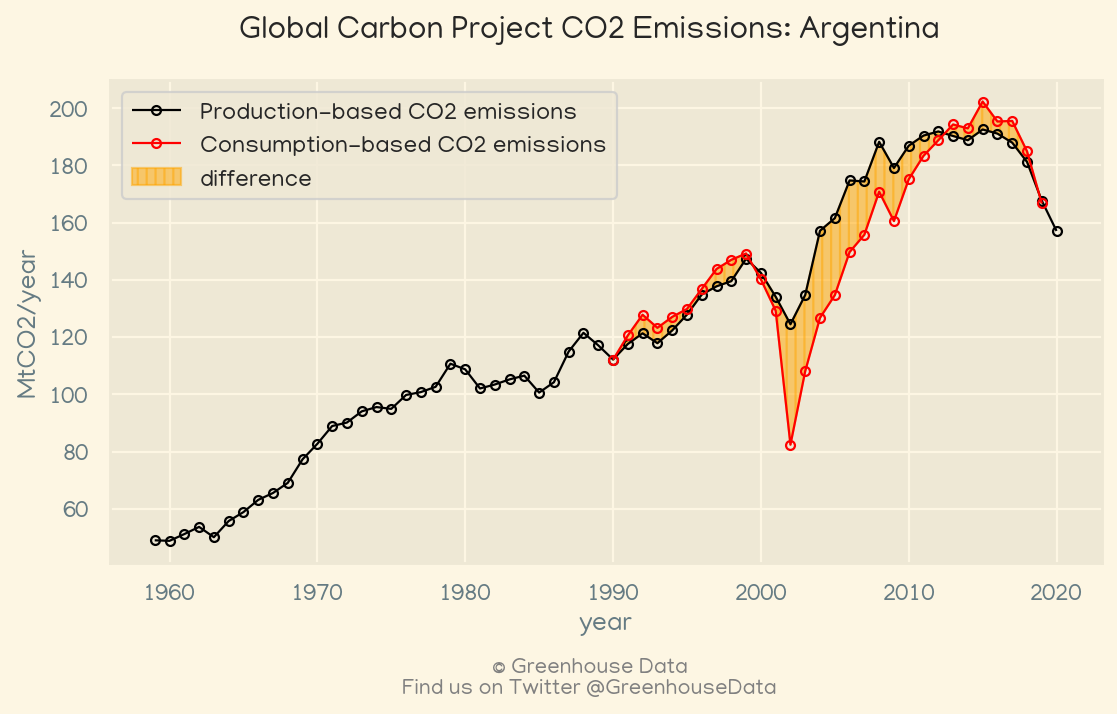 Global Carbon Project CO2 Emissions: Argentina
Production-based CO2 emissions
Consumption-based CO2 emissions
difference
MtCO2/year
200
180
160
140
120
100
80
60
1960 1970 1980 1990 2000 2010 2020
year
© Greenhouse Data
Find us on Twitter @GreenhouseData